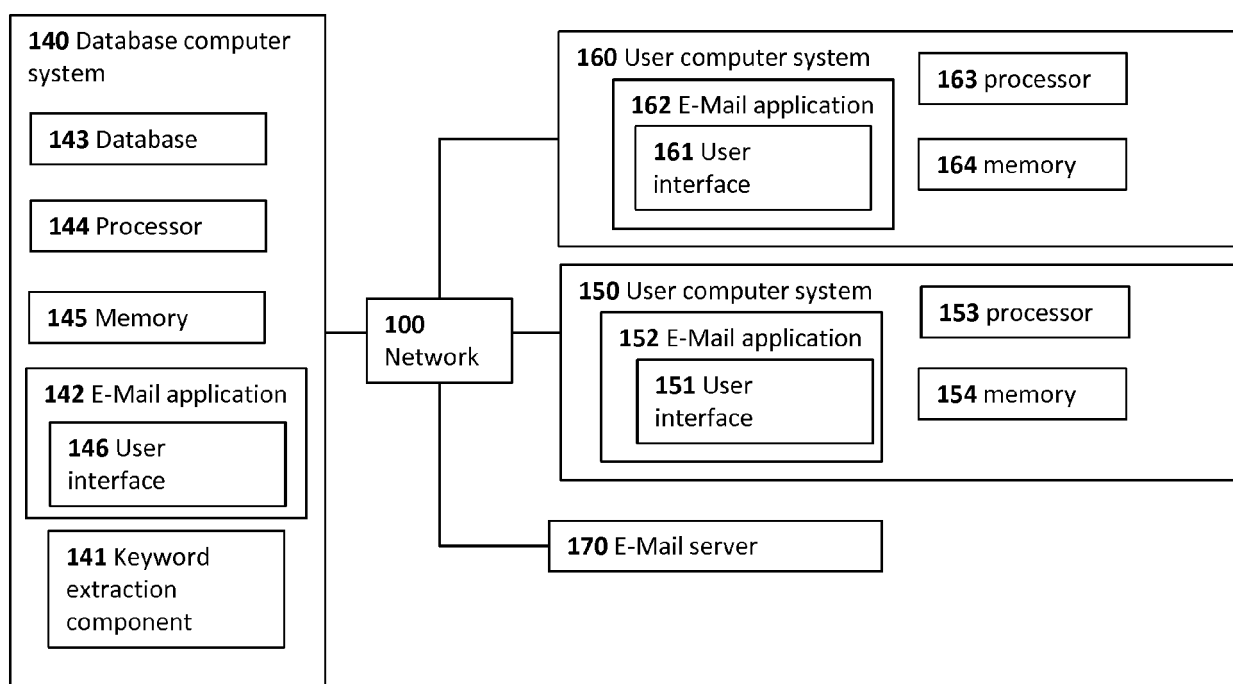 140 Database computer
system
143 Database
144 Processor
145 Memory
142 E-Mail application
146 User
interface
141 Keyword
extraction
component
100
Network
160 User computer system
162 E-Mail application
161 User
interface
163 processor
164 memory
150 User computer system
152 E-Mail application
151 User
interface
153 processor
154 memory
170 E-Mail server